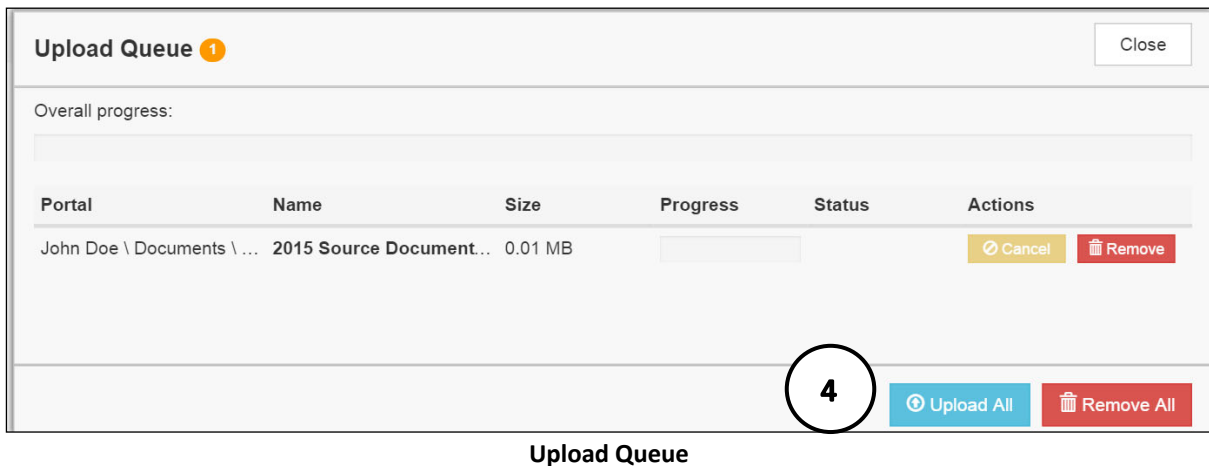 Upload Queue 1 Close
Overall progress:
Portal Name Size Progress Status Actions
John Doe \ Documents \ ... 2015 Source Document... 0.01 MB Cancel Remove
4 Upload All Remove All
Upload Queue